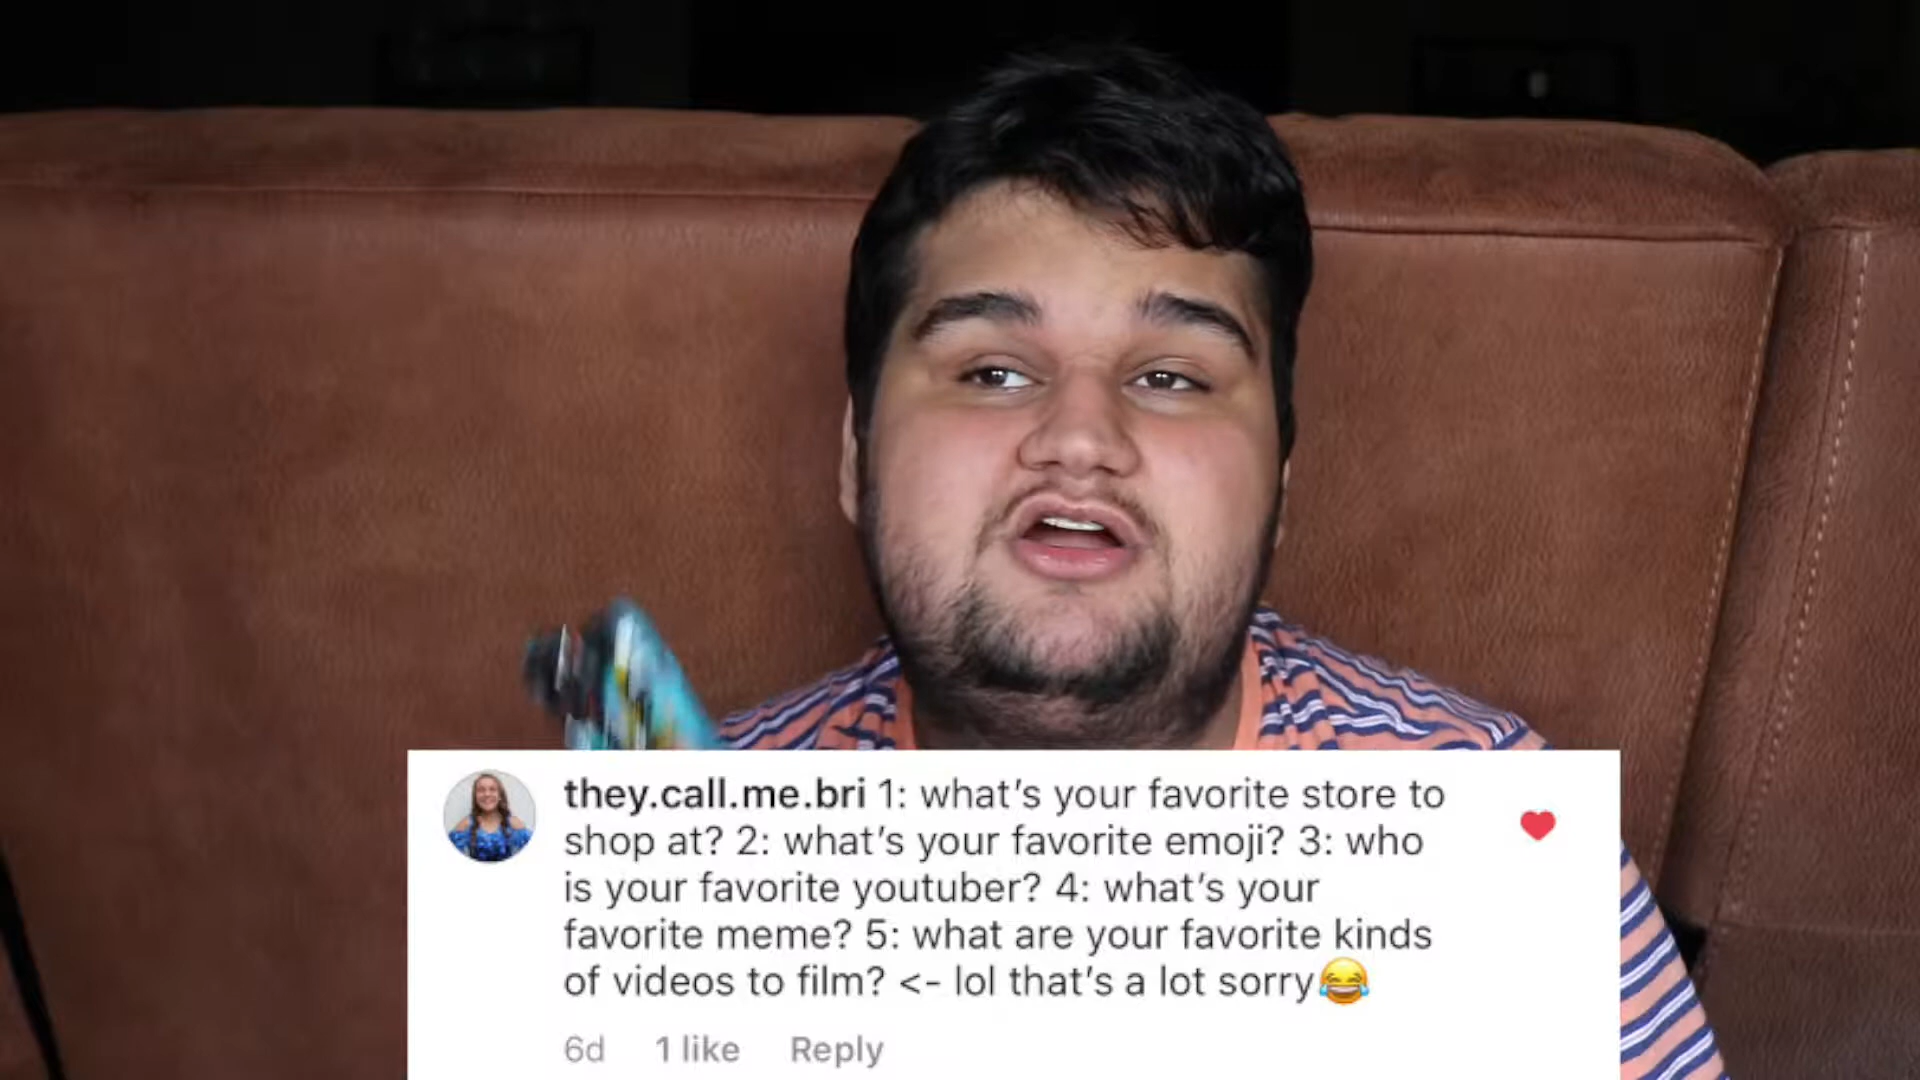 they.call.me.bri 1: what's your favorite store to
shop at? 2: what's your favorite emoji? 3: who
is your favorite youtuber? 4: what's your
favorite meme? 5: what are your favorite kinds
of videos to film? <- lol that's a lot sorry😂
6d 1 like Reply